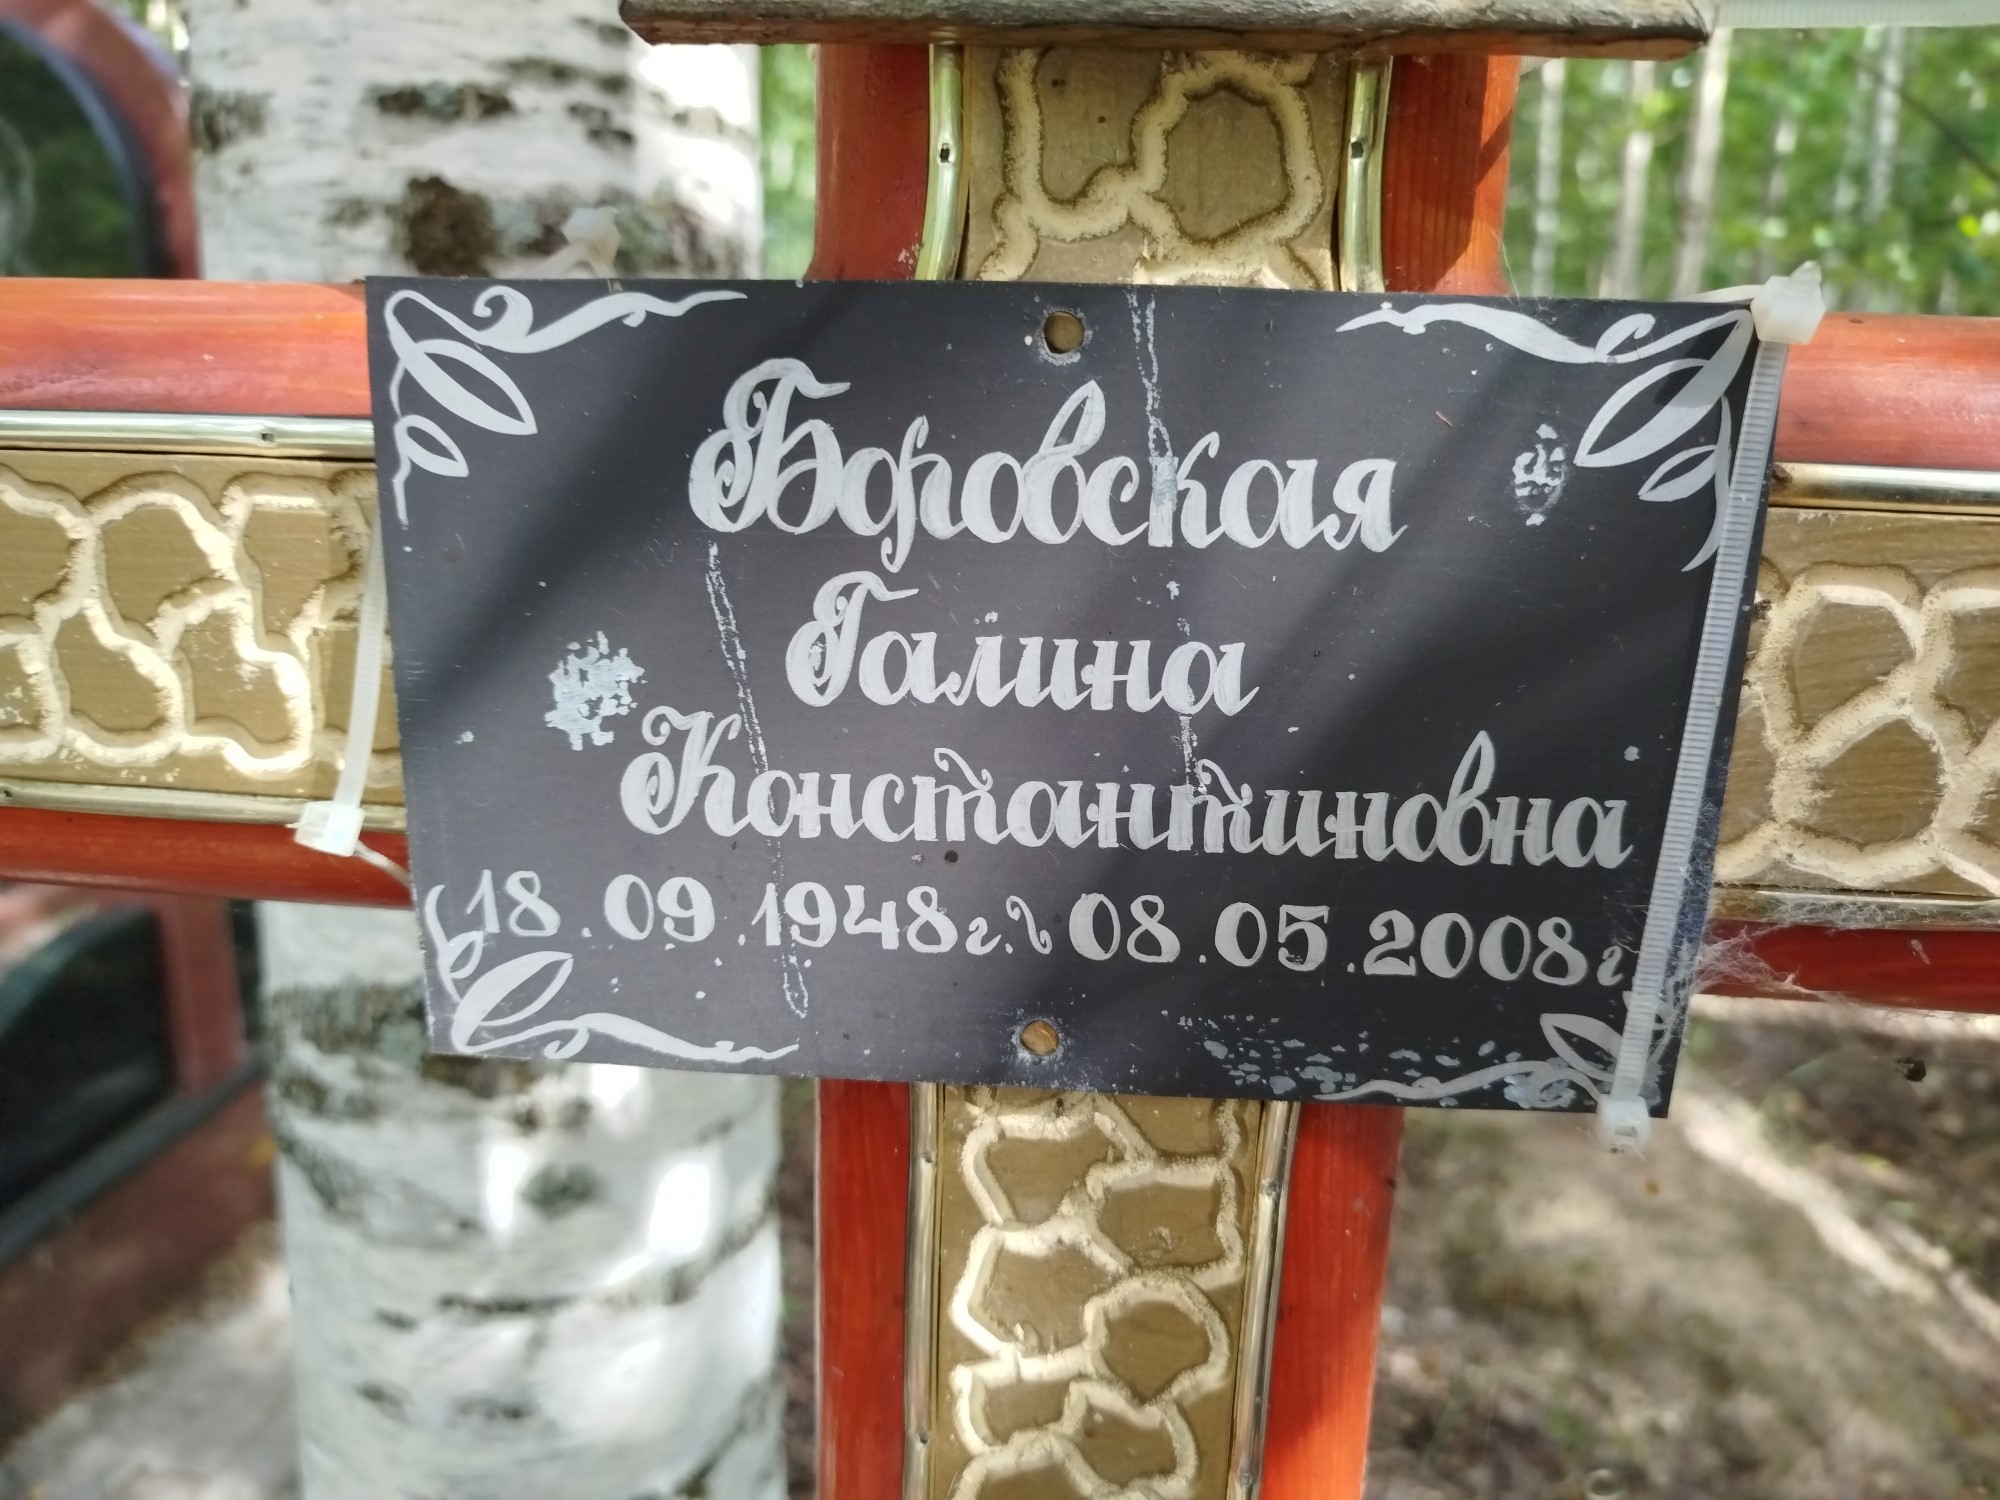 Боровская
Галина
Константиновна
18.09.1948г. 08.05.2008г